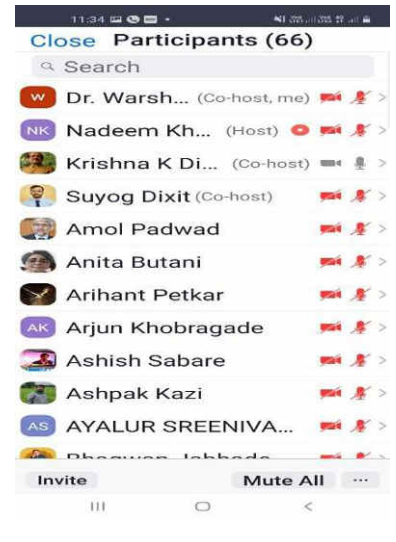 11:34
Close Participants (66)
Search
W Dr. Warsh... (Co-host, me)
NK Nadeem Kh... (Host)
Krishna K Di... (Co-host)
Suyog Dixit (Co-host)
Amol Padwad
Anita Butani
Arihant Petkar
AK Arjun Khobragade
Ashish Sabare
Ashpak Kazi
AS AYALUR SREENIVA...
Invite Mute All ...